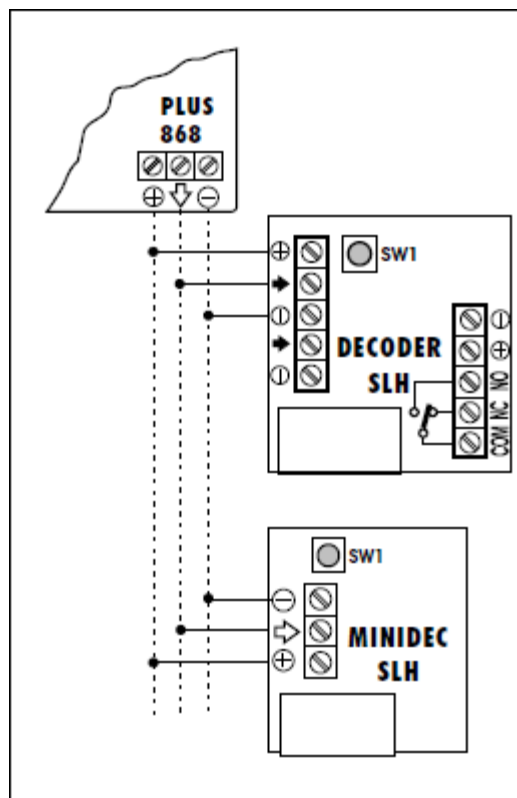 PLUS
868
SW1
DECODER
SLH
NO
COM NC
SW1
MINIDEC
SLH